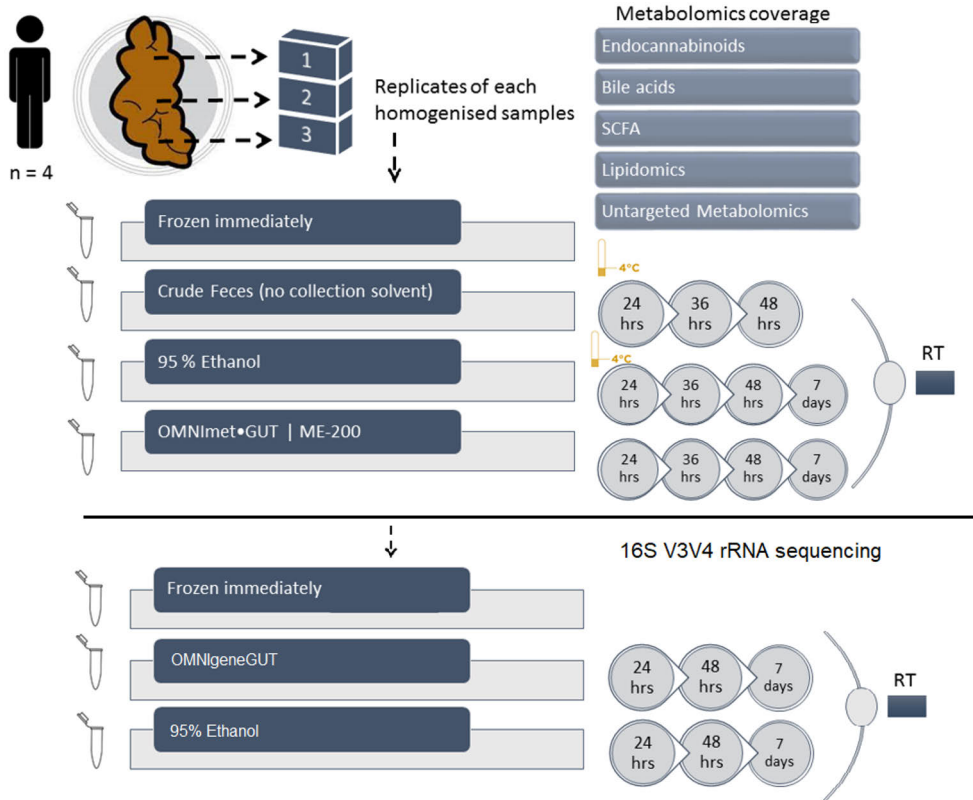 Metabolomics coverage
Endocannabinoids
Bile acids
SCFA
Lipidomics
Untargeted Metabolomics
1
2
3
Replicates of each
homogenised samples
n = 4
Frozen immediately
Crude Feces (no collection solvent)
4°C
24
hrs
36
hrs
48
hrs
95 % Ethanol
4°C
24
hrs
36
hrs
48
hrs
7
days
RT
OMNImet•GUT | ME-200
24
hrs
36
hrs
48
hrs
7
days
16S V3V4 rRNA sequencing
Frozen immediately
OMNIgeneGUT
24
hrs
48
hrs
7
days
RT
95% Ethanol
24
hrs
48
hrs
7
days